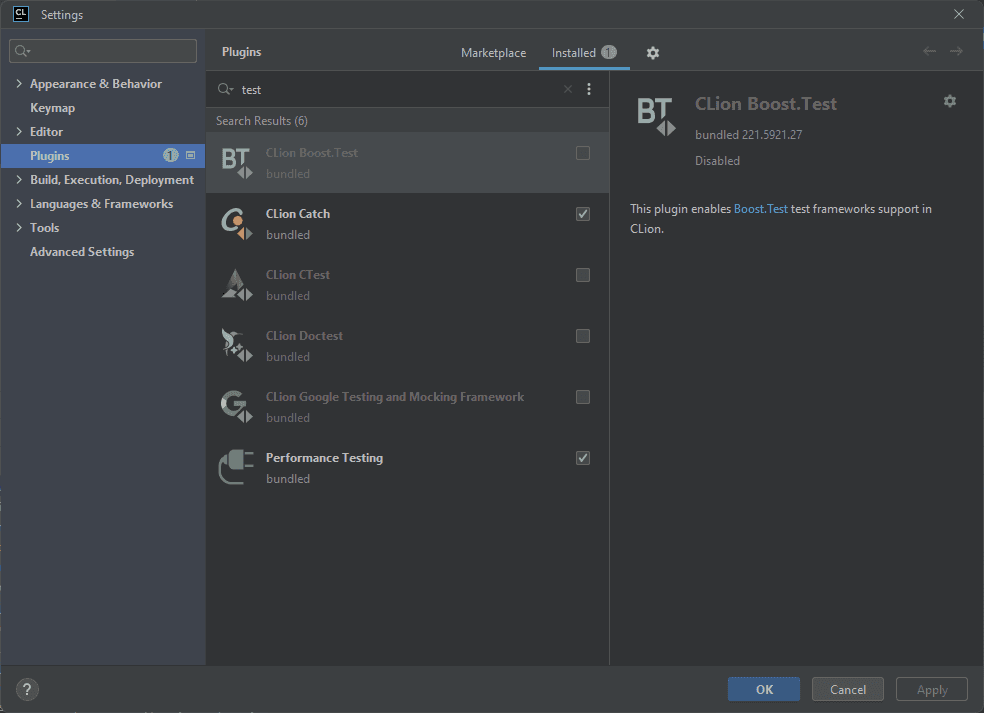 CL
Settings
Plugins
Marketplace
Installed 1
Appearance & Behavior
Keymap
Editor
Plugins 1
Build, Execution, Deployment
Languages & Frameworks
Tools
Advanced Settings
test
Search Results (6)
BT CLion Boost.Test
bundled
CLion Catch
bundled
CLion CTest
bundled
CLion Doctest
bundled
CLion Google Testing and Mocking Framework
bundled
Performance Testing
bundled
BT CLion Boost.Test
bundled 221.5921.27
Disabled
This plugin enables Boost.Test test frameworks support in
CLion.
?
OK
Cancel
Apply